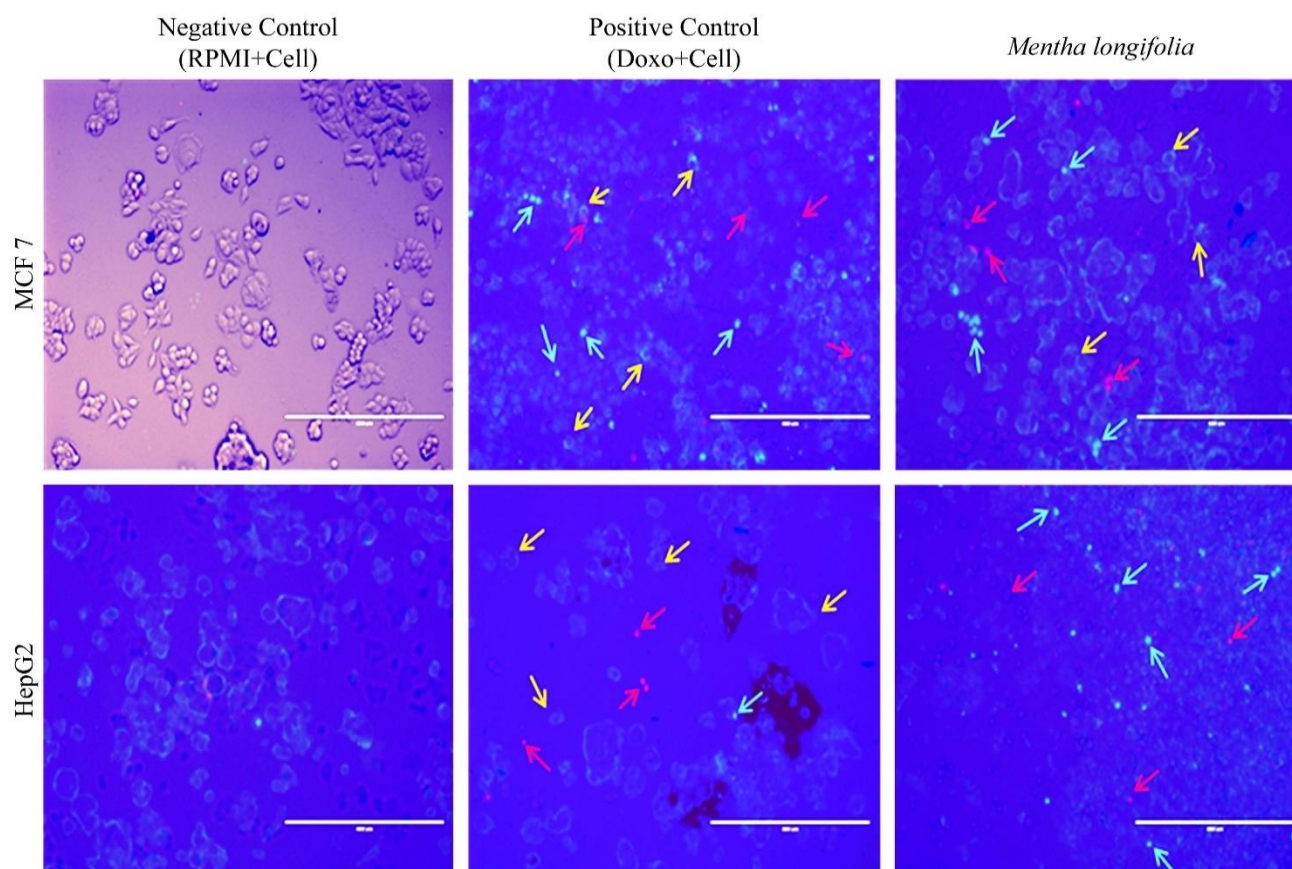 Negative Control
(RPMI+Cell)
Positive Control
(Doxo+Cell)
Mentha longifolia
MCF 7
HepG2